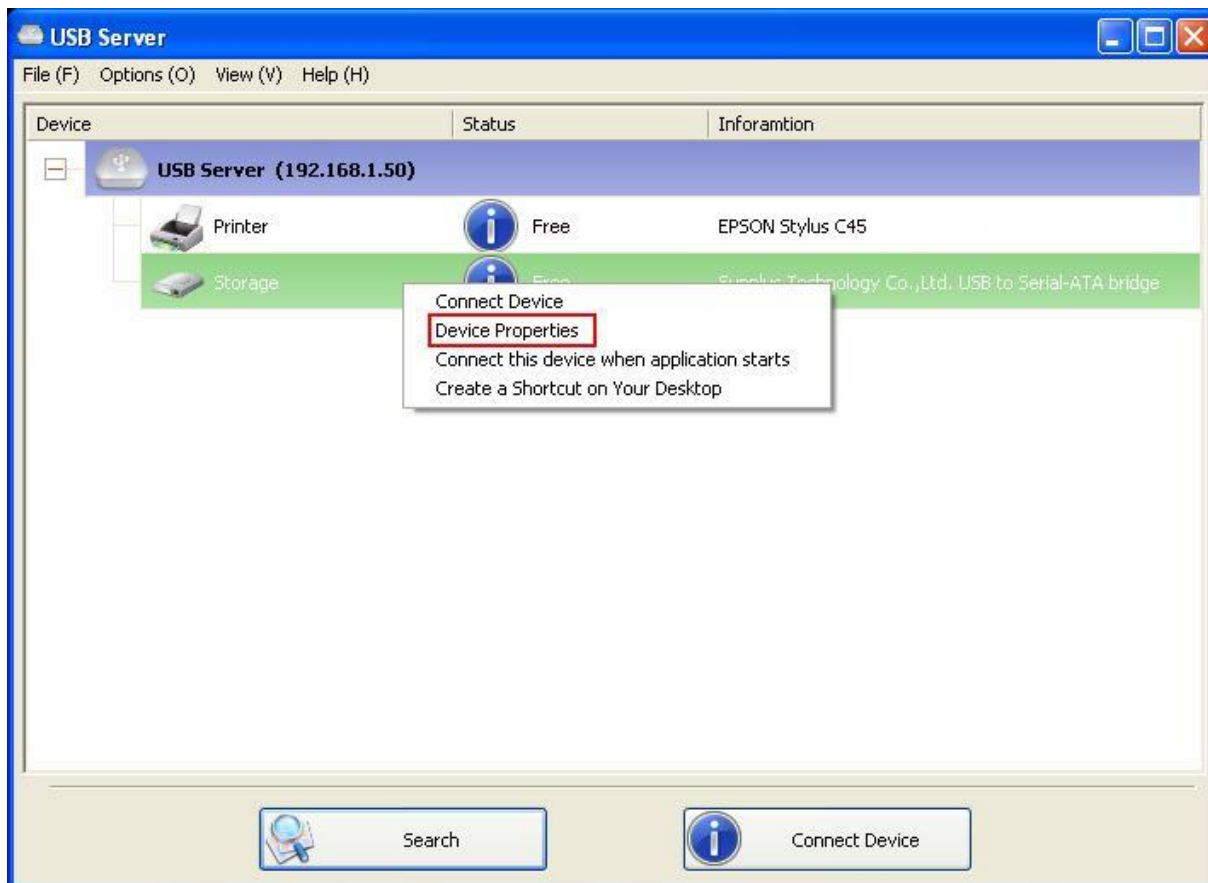 USB Server
File (F) Options (O) View (V) Help (H)
Device Status Inforamtion
USB Server (192.168.1.50)
Printer Free EPSON Stylus C45
Storage Free Sunplus Technology Co.,Ltd. USB to Serial-ATA bridge
Connect Device
Device Properties
Connect this device when application starts
Create a Shortcut on Your Desktop
Search Connect Device